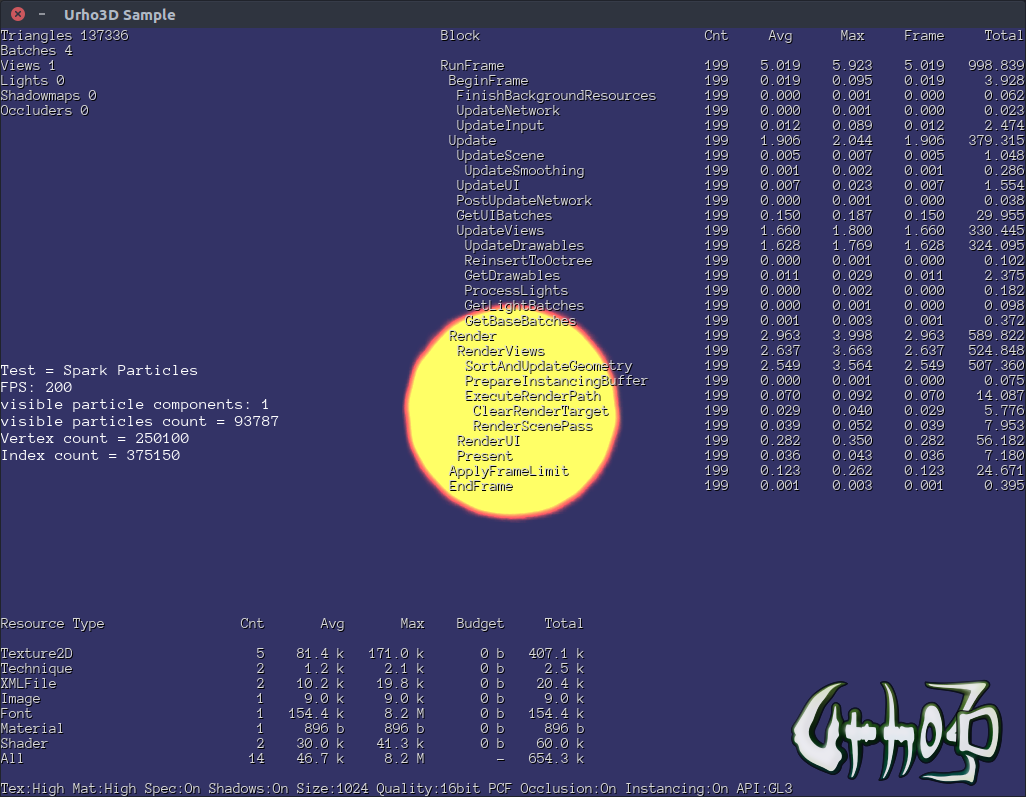 Urho3D Sample
Triangles 137336
Batches 4
Views 1
Lights 0
Shadowmaps 0
Occluders 0
Block Cnt Avg Max Frame Total
RunFrame 199 5.019 5.923 5.019 998.839
BeginFrame 199 0.019 0.095 0.019 3.928
FinishBackgroundResources 199 0.000 0.001 0.000 0.062
UpdateNetwork 199 0.000 0.001 0.000 0.023
UpdateInput 199 0.012 0.089 0.012 2.474
Update 199 1.906 2.044 1.906 379.315
UpdateScene 199 0.005 0.007 0.005 1.048
UpdateSmoothing 199 0.001 0.002 0.001 0.286
UpdateUI 199 0.007 0.023 0.007 1.554
PostUpdateNetwork 199 0.000 0.001 0.000 0.038
GetUIBatches 199 0.150 0.187 0.150 29.955
UpdateViews 199 1.660 1.800 1.660 330.445
UpdateDrawables 199 1.628 1.769 1.628 324.095
ReinsertToOctree 199 0.000 0.001 0.000 0.102
GetDrawables 199 0.011 0.029 0.011 2.375
ProcessLights 199 0.000 0.002 0.000 0.182
GetLightBatches 199 0.000 0.001 0.000 0.098
GetBaseBatches 199 0.001 0.003 0.001 0.372
Render 199 2.963 3.998 2.963 589.822
RenderViews 199 2.637 3.663 2.637 524.848
SortAndUpdateGeometry 199 2.549 3.564 2.549 507.360
PrepareInstancingBuffer 199 0.000 0.001 0.000 0.075
ExecuteRenderPath 199 0.070 0.092 0.070 14.087
ClearRenderTarget 199 0.029 0.040 0.029 5.776
RenderScenePass 199 0.039 0.052 0.039 7.953
RenderUI 199 0.282 0.350 0.282 56.182
Present 199 0.036 0.043 0.036 7.180
ApplyFrameLimit 199 0.123 0.262 0.123 24.671
EndFrame 199 0.001 0.003 0.001 0.395
Test = Spark Particles
FPS: 200
visible particle components: 1
visible particles count = 93787
Vertex count = 250100
Index count = 375150
Resource Type Cnt Avg Max Budget Total
Texture2D 5 81.4 k 171.0 k 0 b 407.1 k
Technique 2 1.2 k 2.1 k 0 b 2.5 k
XMLFile 2 10.2 k 19.8 k 0 b 20.4 k
Image 1 9.0 k 9.0 k 0 b 9.0 k
Font 1 154.4 k 8.2 M 0 b 154.4 k
Material 1 896 b 896 b 0 b 896 b
Shader 2 30.0 k 41.3 k 0 b 60.0 k
All 14 46.7 k 8.2 M - 654.3 k
Urho3D
Tex:High Mat:High Spec:On Shadows:On Size:1024 Quality:16bit PCF Occlusion:On Instancing:On API:GL3